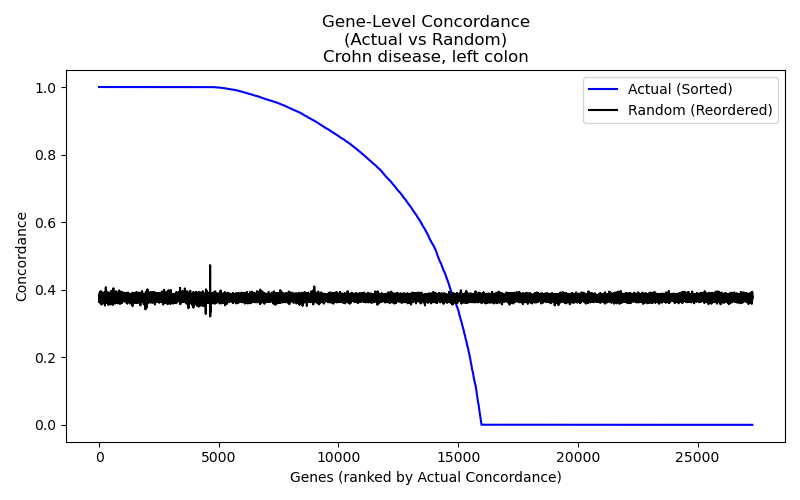 Gene-Level Concordance
(Actual vs Random)
Crohn disease, left colon
Actual (Sorted)
Random (Reordered)
Concordance
1.0
0.8
0.6
0.4
0.2
0.0
0 5000 10000 15000 20000 25000
Genes (ranked by Actual Concordance)